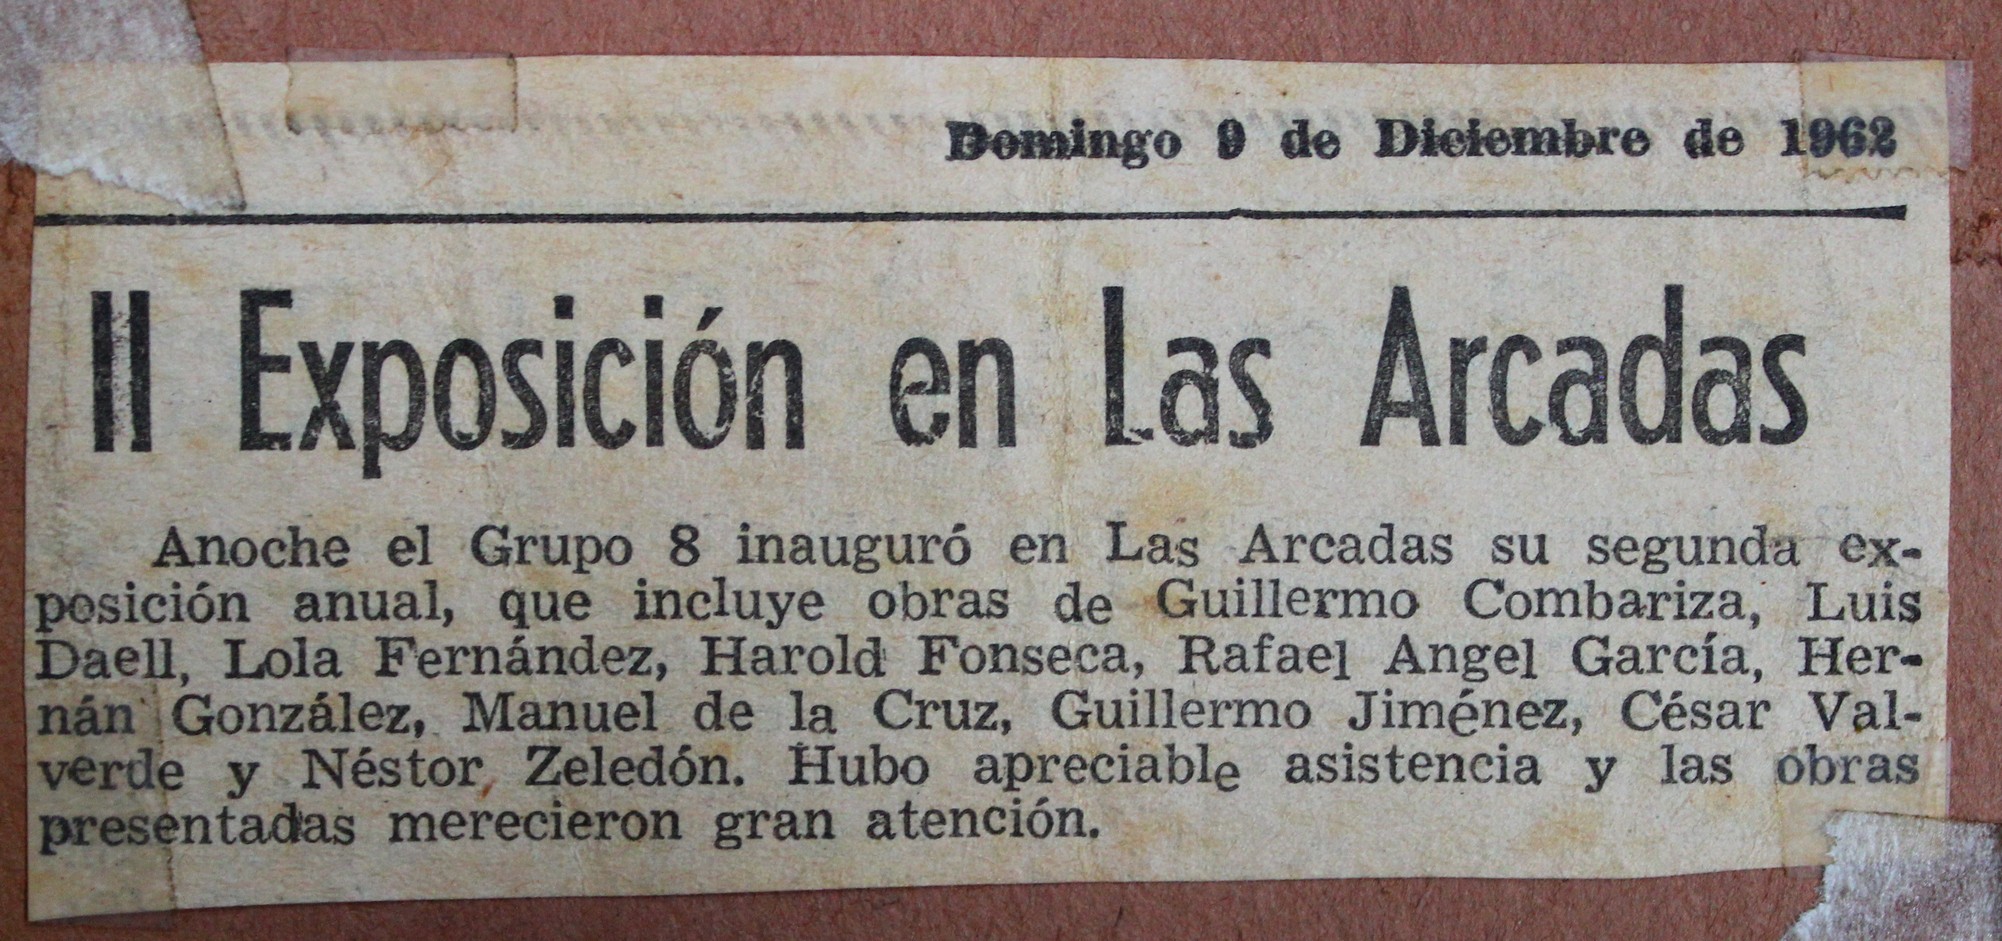 Domingo 9 de Diciembre de 1962
II Exposición en Las Arcadas
Anoche el Grupo 8 inauguró en Las Arcadas su segunda ex-
posición anual, que incluye obras de Guillermo Combariza, Luis
Daell, Lola Fernández, Harold Fonseca, Rafael Angel García, Her-
nán González, Manuel de la Cruz, Guillermo Jiménez, César Val-
verde y Néstor Zeledón. Hubo apreciable asistencia y las obras
presentadas merecieron gran atención.